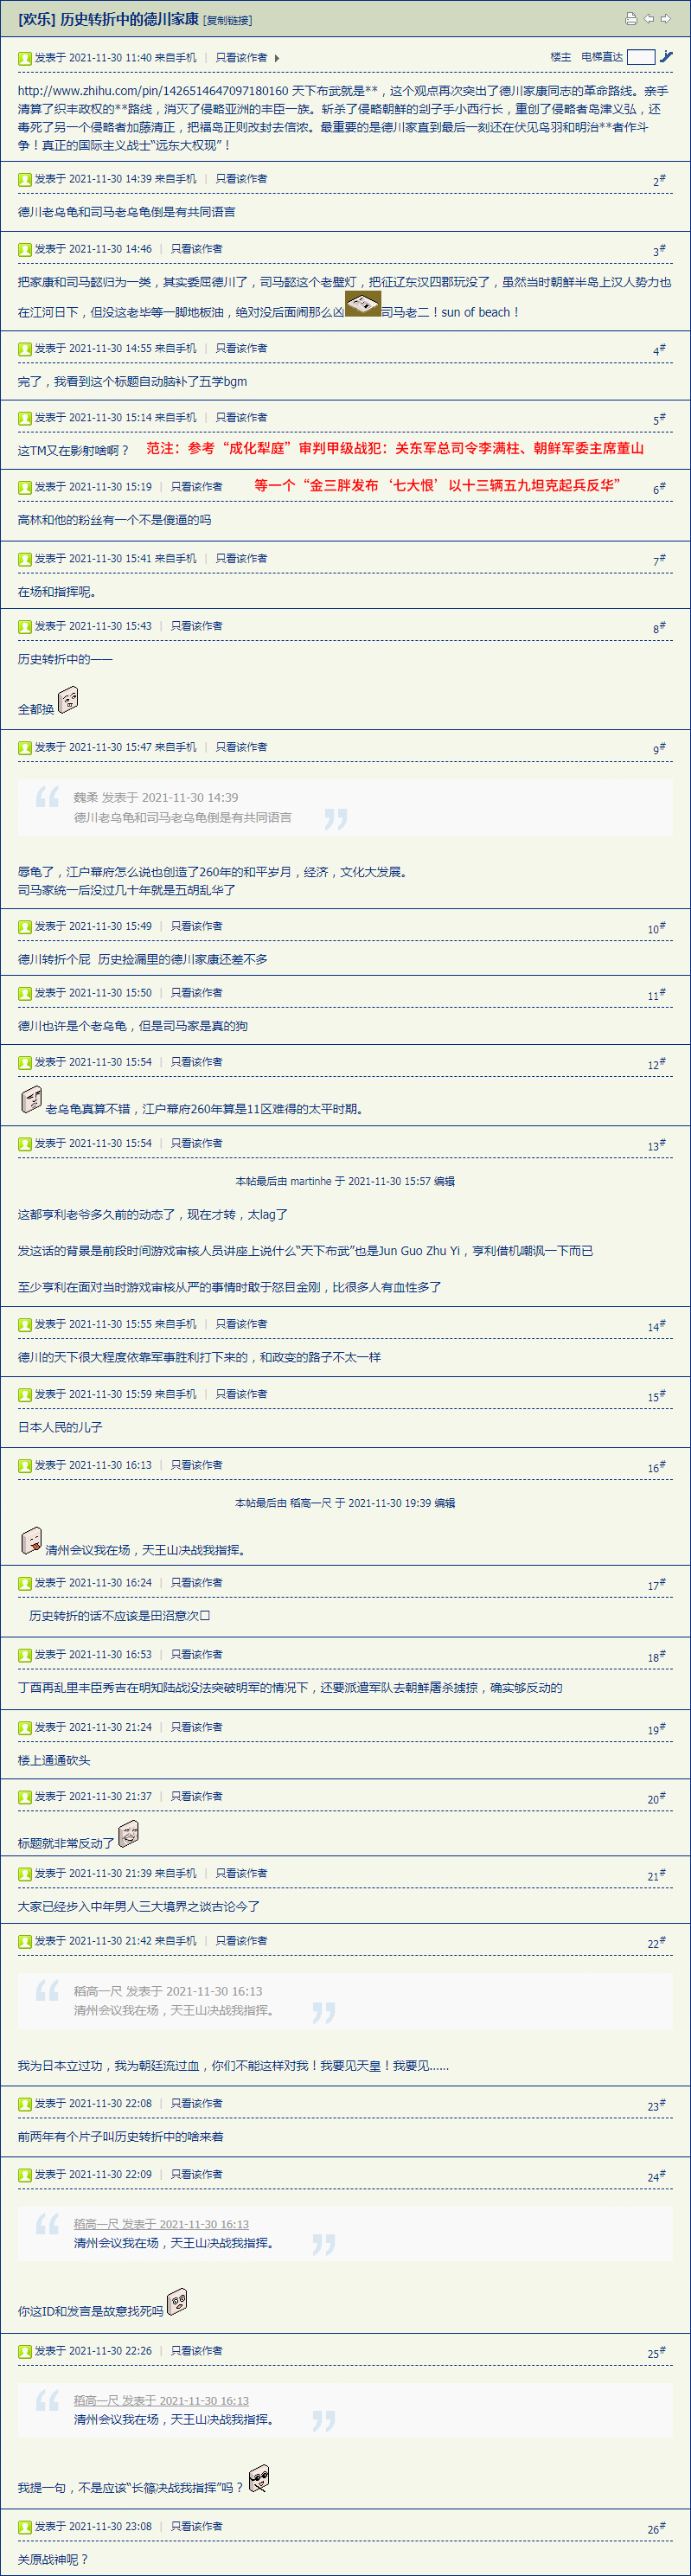 [欢乐] 历史转折中的德川家康 [复制链接]
发表于 2021-11-30 11:40 来自手机 | 只看该作者 楼主 电梯直达
http://www.zhihu.com/pin/1426514647097180160 天下布武就是**，这个观点再次突出了德川家康同志的革命路线。亲手
清算了织丰政权的**路线，消灭了侵略亚洲的丰臣一族。斩杀了侵略朝鲜的刽子手小西行长，重创了侵略者岛津义弘，还
毒死了另一个侵略者加藤清正，把福岛正则改封去信浓。最重要的是德川家直到最后一刻还在伏见鸟羽和明治**者作斗
争！真正的国际主义战士“远东大权现”！
发表于 2021-11-30 14:39 来自手机 | 只看该作者 2#
德川老乌龟和司马老乌龟倒是有共同语言
发表于 2021-11-30 14:46 | 只看该作者 3#
把家康和司马懿归为一类，其实委屈德川了，司马懿这个老壁灯，把征辽东汉四郡玩没了，虽然当时朝鲜半岛上汉人势力也
在江河日下，但没这老毕等一脚地板油，绝对没后面闹那么凶司马老二！sun of beach！
发表于 2021-11-30 14:55 来自手机 | 只看该作者 4#
完了，我看到这个标题自动脑补了五学bgm
发表于 2021-11-30 15:14 来自手机 | 只看该作者 5#
这TM又在影射啥啊？ 范注：参考“成化犁庭”审判甲级战犯：关东军总司令李满柱、朝鲜军委主席董山
发表于 2021-11-30 15:19 | 只看该作者 等一个“金三胖发布‘七大恨’以十三辆五九坦克起兵反华” 6#
高林和他的粉丝有一个不是傻逼的吗
发表于 2021-11-30 15:41 来自手机 | 只看该作者 7#
在场和指挥呢。
发表于 2021-11-30 15:43 | 只看该作者 8#
历史转折中的——
全都换
发表于 2021-11-30 15:47 来自手机 | 只看该作者 9#
魏柔 发表于 2021-11-30 14:39
德川老乌龟和司马老乌龟倒是有共同语言
辱龟了，江户幕府怎么说也创造了260年的和平岁月，经济，文化大发展。
司马家统一后没过几十年就是五胡乱华了
发表于 2021-11-30 15:49 | 只看该作者 10#
德川转折个屁 历史捡漏里的德川家康还差不多
发表于 2021-11-30 15:50 | 只看该作者 11#
德川也许是个老乌龟，但是司马家是真的狗
发表于 2021-11-30 15:54 | 只看该作者 12#
老乌龟真算不错，江户幕府260年算是11区难得的太平时期。
发表于 2021-11-30 15:54 | 只看该作者 13#
本帖最后由 martinhe 于 2021-11-30 15:57 编辑
这都亨利老爷多久前的动态了，现在才转，太lag了
发这话的背景是前段时间游戏审核人员讲座上说什么“天下布武”也是Jun Guo Zhu Yi，亨利借机嘲讽一下而已
至少亨利在面对当时游戏审核从严的事情时敢于怒目金刚，比很多人有血性多了
发表于 2021-11-30 15:55 来自手机 | 只看该作者 14#
德川的天下很大程度依靠军事胜利打下来的，和政变的路子不太一样
发表于 2021-11-30 15:59 来自手机 | 只看该作者 15#
日本人民的儿子
发表于 2021-11-30 16:13 | 只看该作者 16#
本帖最后由 稻高一尺 于 2021-11-30 19:39 编辑
清州会议我在场，天王山决战我指挥。
发表于 2021-11-30 16:24 | 只看该作者 17#
历史转折的话不应该是田沼意次□
发表于 2021-11-30 16:53 | 只看该作者 18#
丁酉再乱里丰臣秀吉在明知陆战没法突破明军的情况下，还要派遣军队去朝鲜屠杀掳掠，确实够反动的
发表于 2021-11-30 21:24 | 只看该作者 19#
楼上通通砍头
发表于 2021-11-30 21:37 | 只看该作者 20#
标题就非常反动了
发表于 2021-11-30 21:39 来自手机 | 只看该作者 21#
大家已经步入中年男人三大境界之谈古论今了
发表于 2021-11-30 21:42 来自手机 | 只看该作者 22#
稻高一尺 发表于 2021-11-30 16:13
清州会议我在场，天王山决战我指挥。
我为日本立过功，我为朝廷流过血，你们不能这样对我！我要见天皇！我要见……
发表于 2021-11-30 22:08 | 只看该作者 23#
前两年有个片子叫历史转折中的啥来着
发表于 2021-11-30 22:09 | 只看该作者 24#
稻高一尺 发表于 2021-11-30 16:13
清州会议我在场，天王山决战我指挥。
你这ID和发言是故意找死吗
发表于 2021-11-30 22:26 | 只看该作者 25#
稻高一尺 发表于 2021-11-30 16:13
清州会议我在场，天王山决战我指挥。
我提一句，不是应该“长篠决战我指挥”吗？
发表于 2021-11-30 23:08 | 只看该作者 26#
关原战神呢？